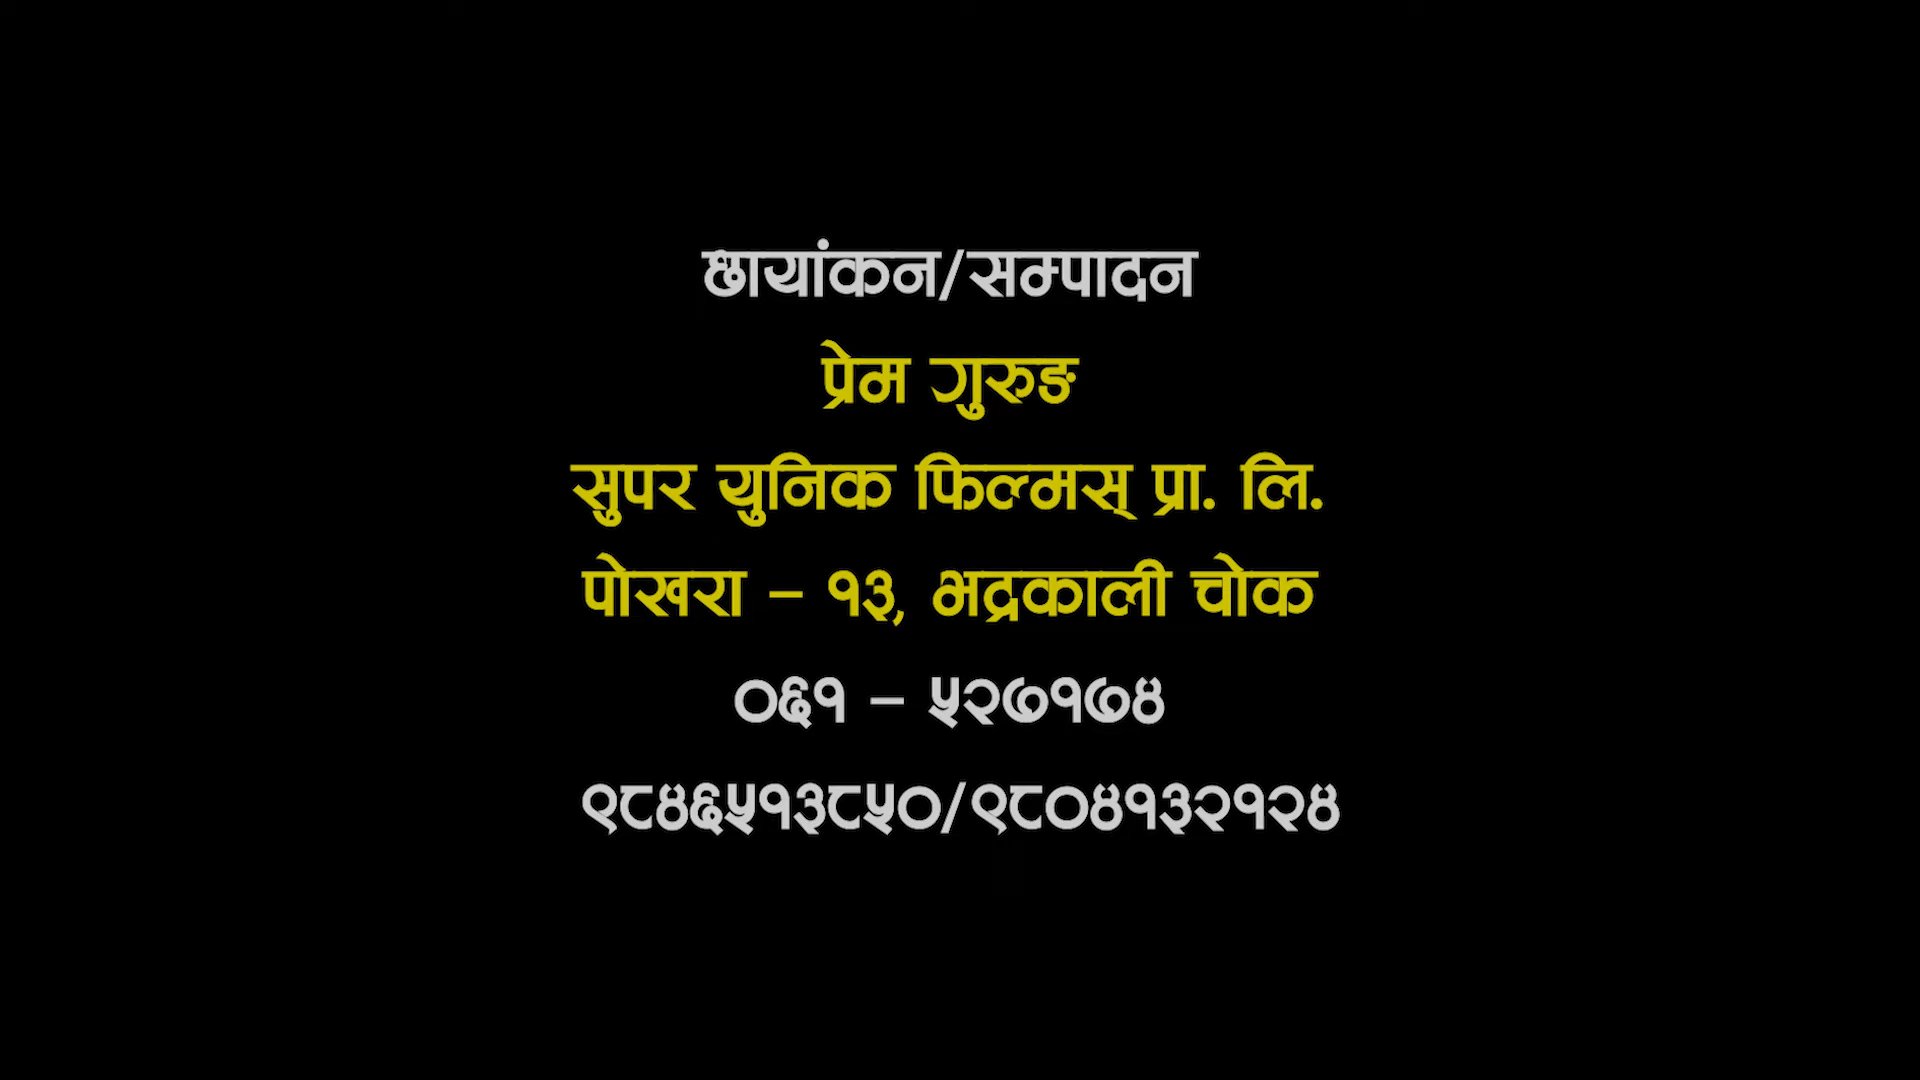 छायांकन/सम्पादन
प्रेम गुरुङ
सुपर युनिक फिल्मस् प्रा. लि.
पोखरा – १३, भद्रकाली चोक
०६१ – ५२७१७४
९८४६५१३८५०/९८०४१३२१२४